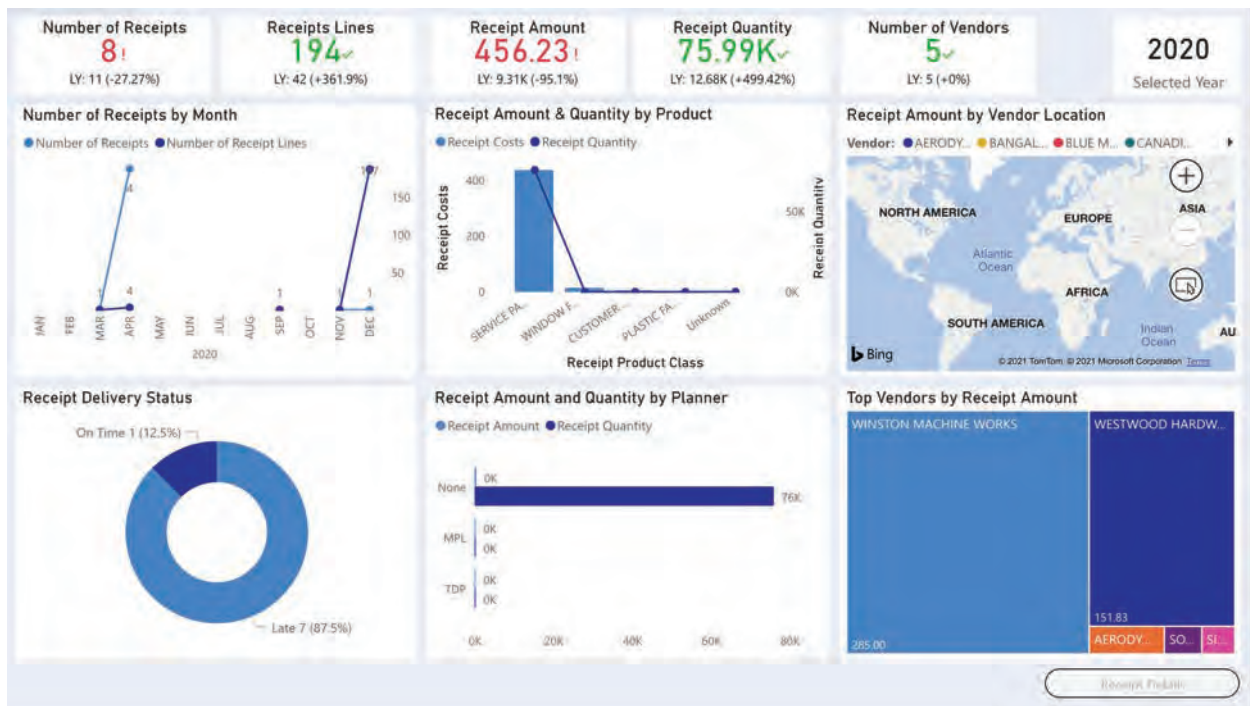 Number of Receipts
8!
LY: 11 (-27.27%)
Receipts Lines
194
LY: 42 (+361.9%)
Receipt Amount
456.23!
LY: 9.31K (-95.1%)
Receipt Quantity
75.99K
LY: 12.68K (+499.42%)
Number of Vendors
5
LY: 5 (+0%)
2020
Selected Year
Number of Receipts by Month
Number of Receipts Number of Receipt Lines
4
1
4
1
1
1
150
100
50
JAN FEB MAR APR MAY JUN JUL AUG SEP OCT NOV DEC
2020
Receipt Amount & Quantity by Product
Receipt Costs Receipt Quantity
Receipt Costs
400
200
0
50K
0K
Receipt Quantity
SERVICE PA... WINDOW F... CUSTOMER ... PLASTIC FA... Unknown
Receipt Product Class
Receipt Amount by Vendor Location
Vendor: AERODY... BANGAL... BLUE M... CANADI...
NORTH AMERICA
EUROPE
ASIA
Atlantic
Ocean
AFRICA
SOUTH AMERICA
Indian
Ocean
AU
Bing
© 2021 TomTom, © 2021 Microsoft Corporation Terms
Receipt Delivery Status
On Time 1 (12.5%)
Late 7 (87.5%)
Receipt Amount and Quantity by Planner
Receipt Amount Receipt Quantity
None
0K
76K
MPL
0K
0K
TDP
0K
0K
0K 20K 40K 60K 80K
Top Vendors by Receipt Amount
WINSTON MACHINE WORKS
285.00
WESTWOOD HARDW...
151.83
AERODY...
SO...
SI...
Receipt